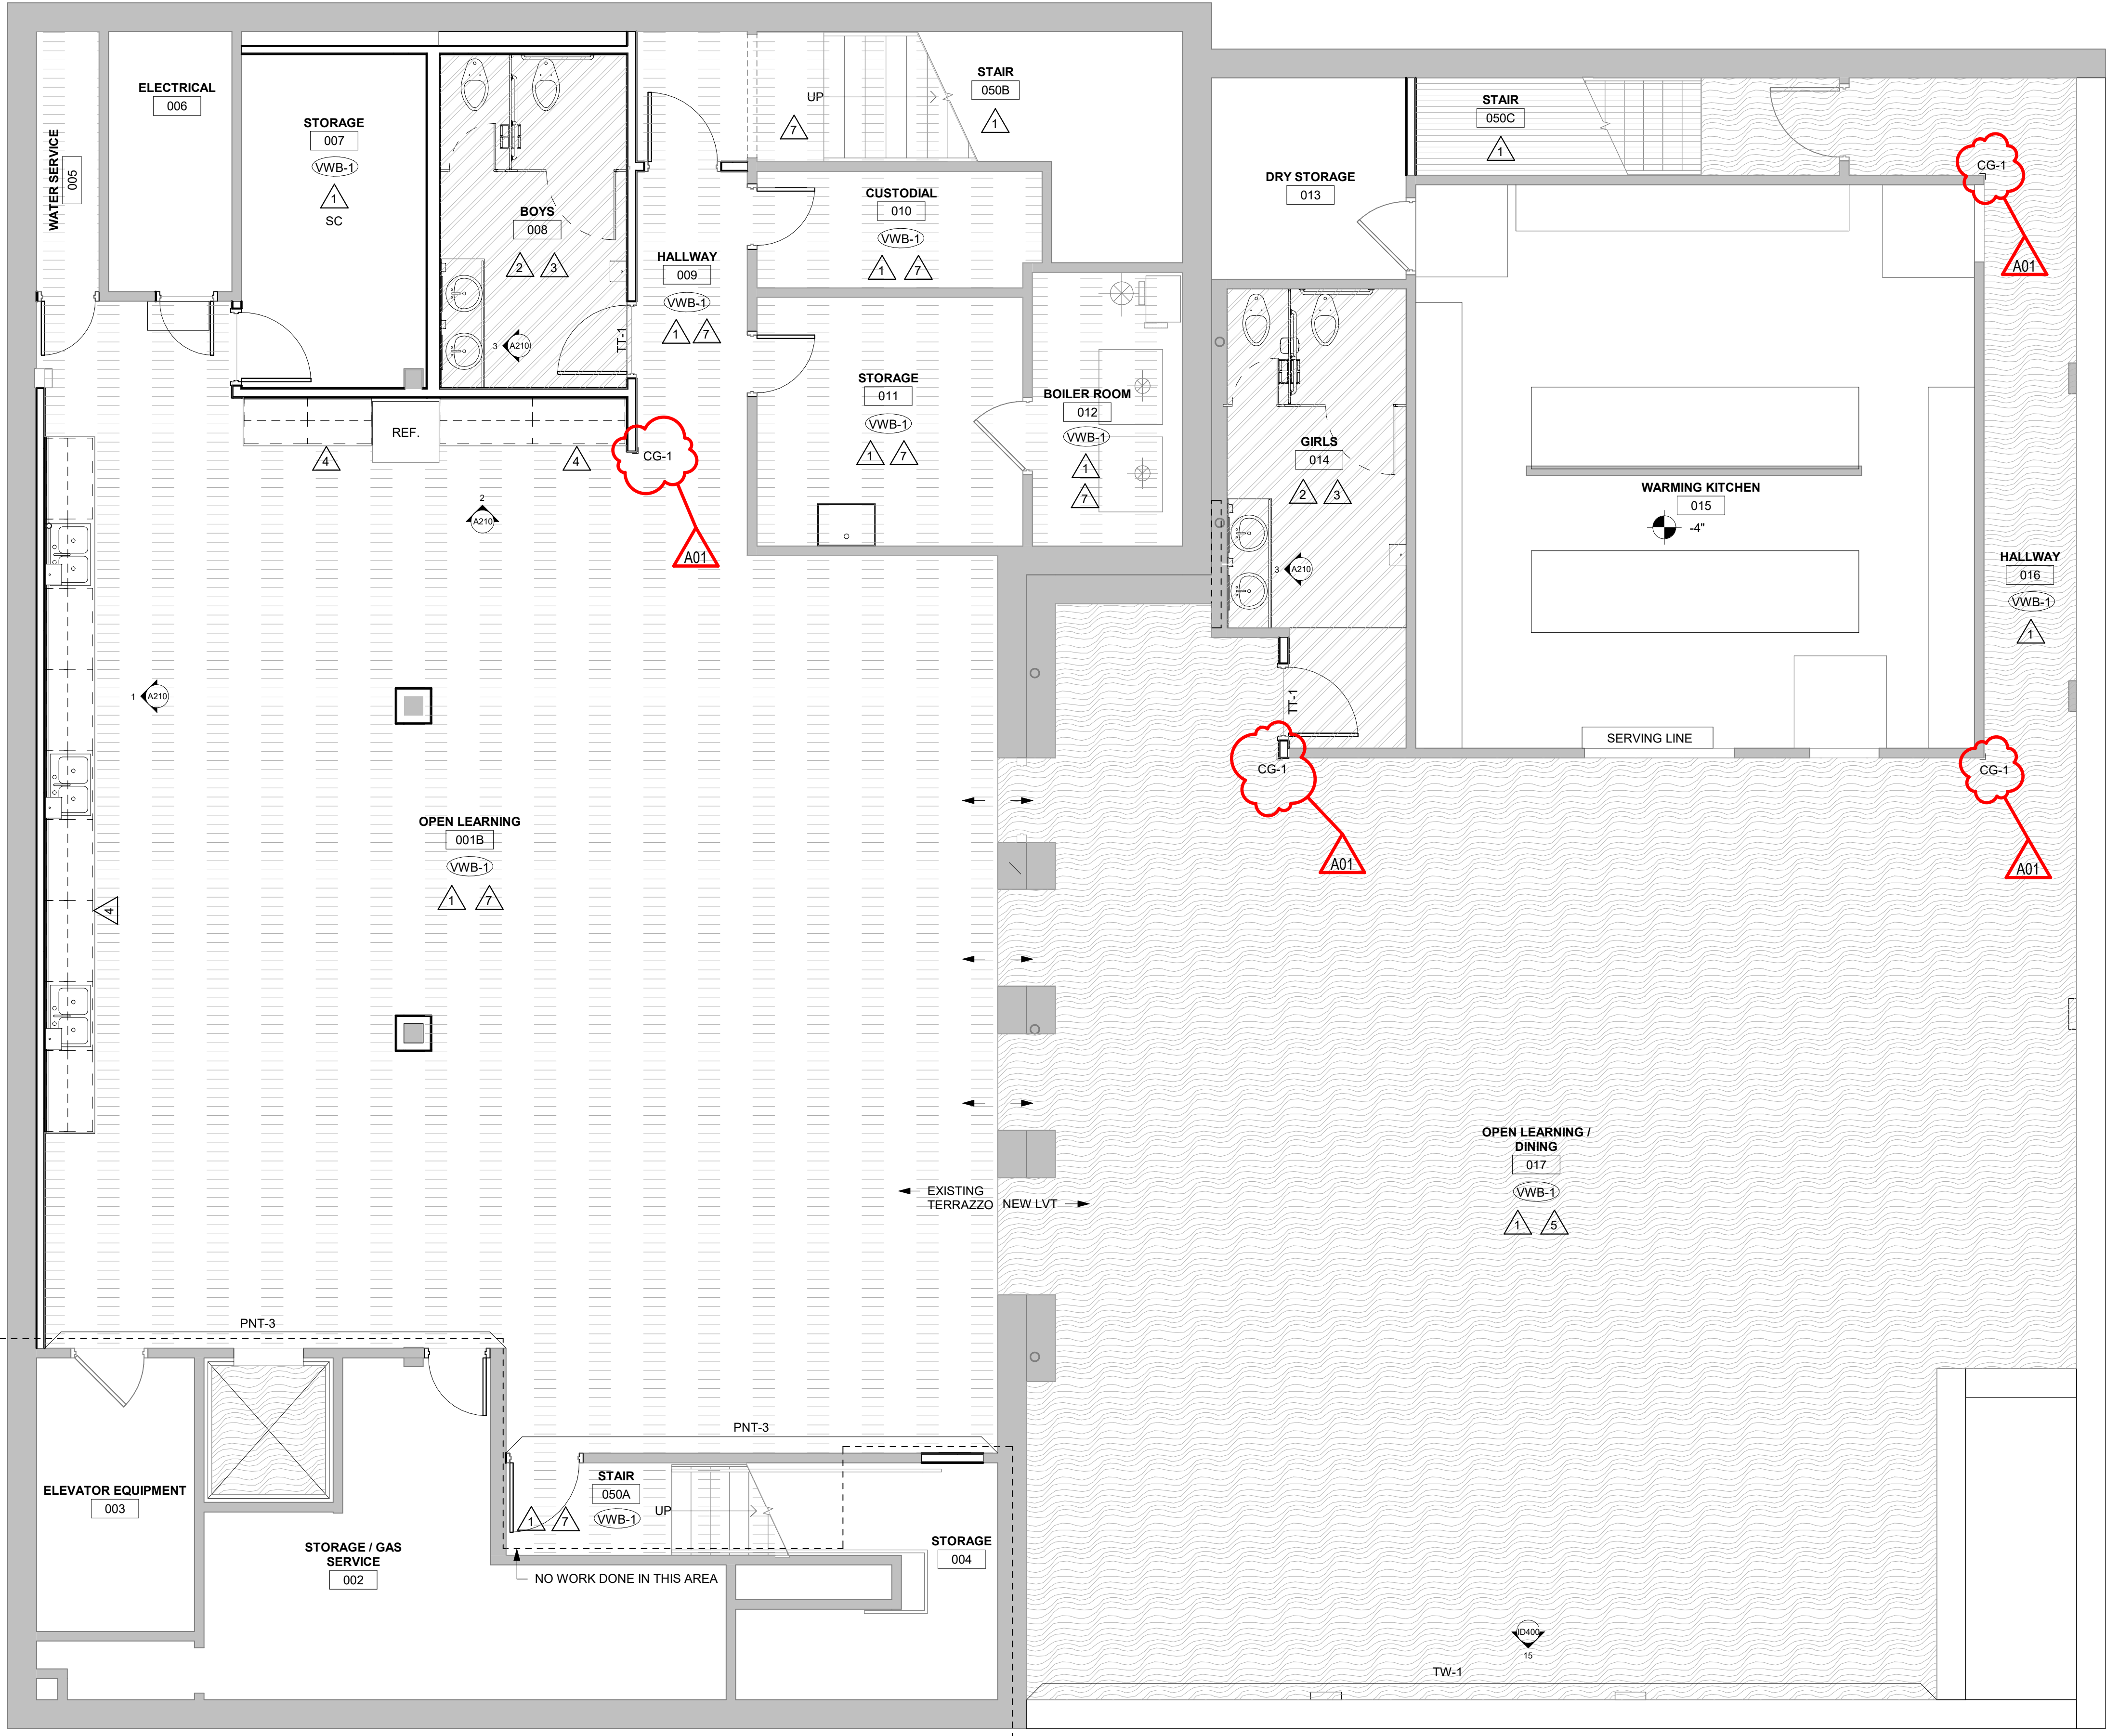 ELECTRICAL
006
WATER SERVICE
005
STORAGE
007
VWB-1
1
SC
BOYS
008
2
3
3
A210
TT-1
HALLWAY
009
VWB-1
1
7
UP
7
STAIR
050B
1
CUSTODIAL
010
VWB-1
1
7
STORAGE
011
VWB-1
1
7
BOILER ROOM
012
VWB-1
1
7
DRY STORAGE
013
STAIR
050C
1
CG-1
A01
GIRLS
014
2
3
3
A210
TT-1
WARMING KITCHEN
015
-4"
SERVING LINE
HALLWAY
016
VWB-1
1
REF.
4
4
CG-1
A01
2
A210
1
A210
CG-1
A01
CG-1
A01
OPEN LEARNING
001B
VWB-1
1
7
4
OPEN LEARNING /
DINING
017
VWB-1
1
5
EXISTING
TERRAZZO
NEW LVT
PNT-3
PNT-3
ELEVATOR EQUIPMENT
003
STORAGE / GAS
SERVICE
002
STAIR
050A
VWB-1
1
7
UP
NO WORK DONE IN THIS AREA
STORAGE
004
ID400
15
TW-1